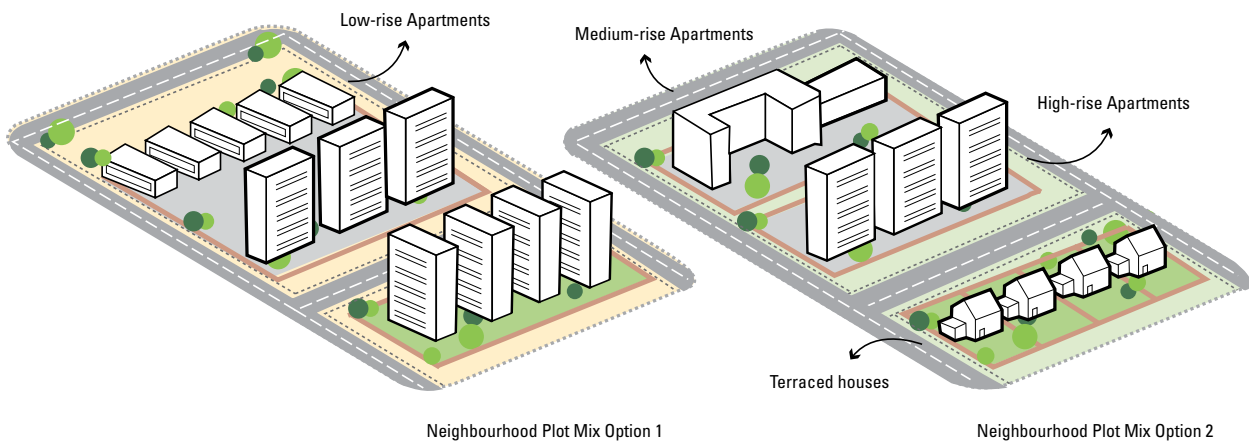 Low-rise Apartments
Medium-rise Apartments
High-rise Apartments
Terraced houses
Neighbourhood Plot Mix Option 1
Neighbourhood Plot Mix Option 2